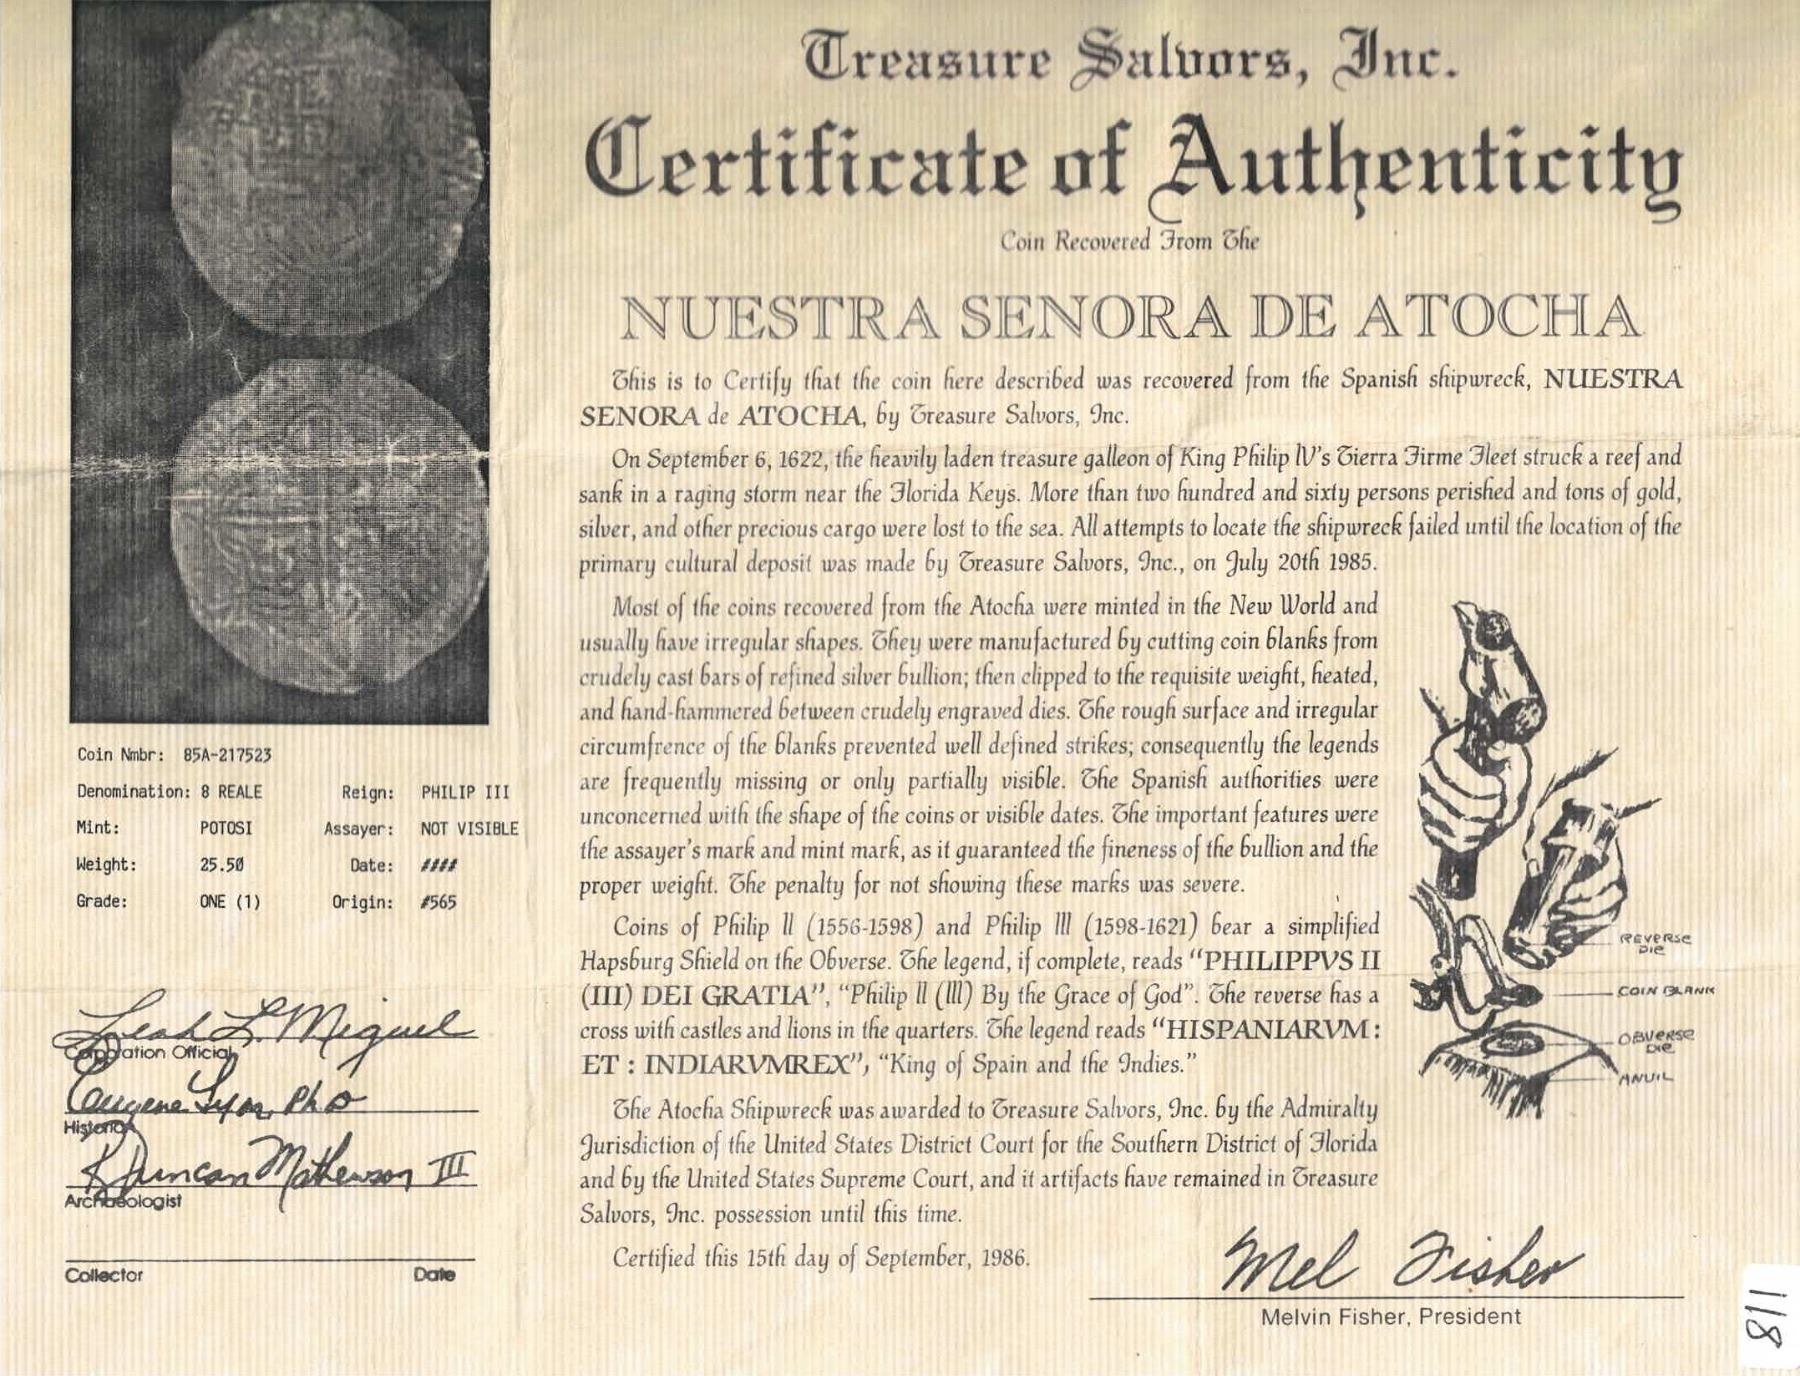 Treasure Salvors, Inc.
Certificate of Authenticity
Coin Recovered From The
NUESTRA SENORA DE ATOCHA
This is to Certify that the coin here described was recovered from the Spanish shipwreck, NUESTRA
SENORA de ATOCHA, by Treasure Salvors, Inc.
On September 6, 1622, the heavily laden treasure galleon of King Philip IV's Tierra Firme Fleet struck a reef and
sank in a raging storm near the Florida Keys. More than two hundred and sixty persons perished and tons of gold,
silver, and other precious cargo were lost to the sea. All attempts to locate the shipwreck failed until the location of the
primary cultural deposit was made by Treasure Salvors, Inc., on July 20th 1985.
Most of the coins recovered from the Atocha were minted in the New World and
usually have irregular shapes. They were manufactured by cutting coin blanks from
crudely cast bars of refined silver bullion; then clipped to the requisite weight, heated,
and hand-hammered between crudely engraved dies. The rough surface and irregular
circumfrence of the blanks prevented well defined strikes; consequently the legends
are frequently missing or only partially visible. The Spanish authorities were
unconcerned with the shape of the coins or visible dates. The important features were
the assayer's mark and mint mark, as it guaranteed the fineness of the bullion and the
proper weight. The penalty for not showing these marks was severe.
Coins of Philip II (1556-1598) and Philip III (1598-1621) bear a simplified
Hapsburg Shield on the Obverse. The legend, if complete, reads "PHILIPPVS II
(III) DEI GRATIA", "Philip II (III) By the Grace of God". The reverse has a
cross with castles and lions in the quarters. The legend reads "HISPANIARVM :
ET : INDIARVMREX", "King of Spain and the Indies."
The Atocha Shipwreck was awarded to Treasure Salvors, Inc. by the Admiralty
Jurisdiction of the United States District Court for the Southern District of Florida
and by the United States Supreme Court, and it artifacts have remained in Treasure
Salvors, Inc. possession until this time.
Certified this 15th day of September, 1986.
Mel Fisher
Melvin Fisher, President
REVERSE
DIE
COIN BLANK
OBVERSE
DIE
ANVIL
Coin Nmbr: 85A-217523
Denomination: 8 REALE Reign: PHILIP III
Mint: POTOSI Assayer: NOT VISIBLE
Weight: 25.50 Date: ####
Grade: ONE (1) Origin: #565
Leah L. Miguel
Corporation Official
Eugene Lyon, PhD
Historian
R Duncan Mathewson III
Archaeologist
Collector Date
118